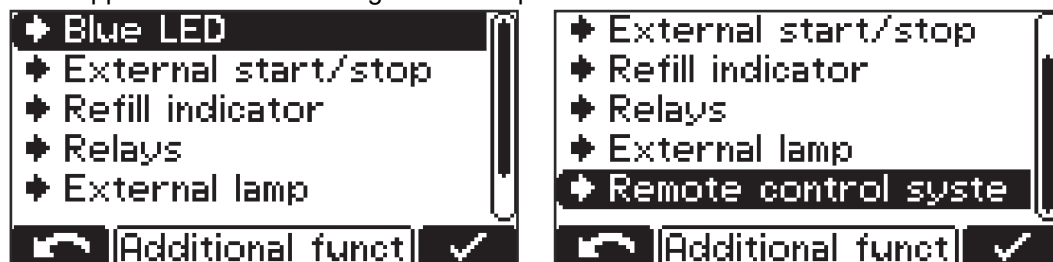 Blue LED
External start/stop
Refill indicator
Relays
External lamp
Additional funct
External start/stop
Refill indicator
Relays
External lamp
Remote control syste
Additional funct